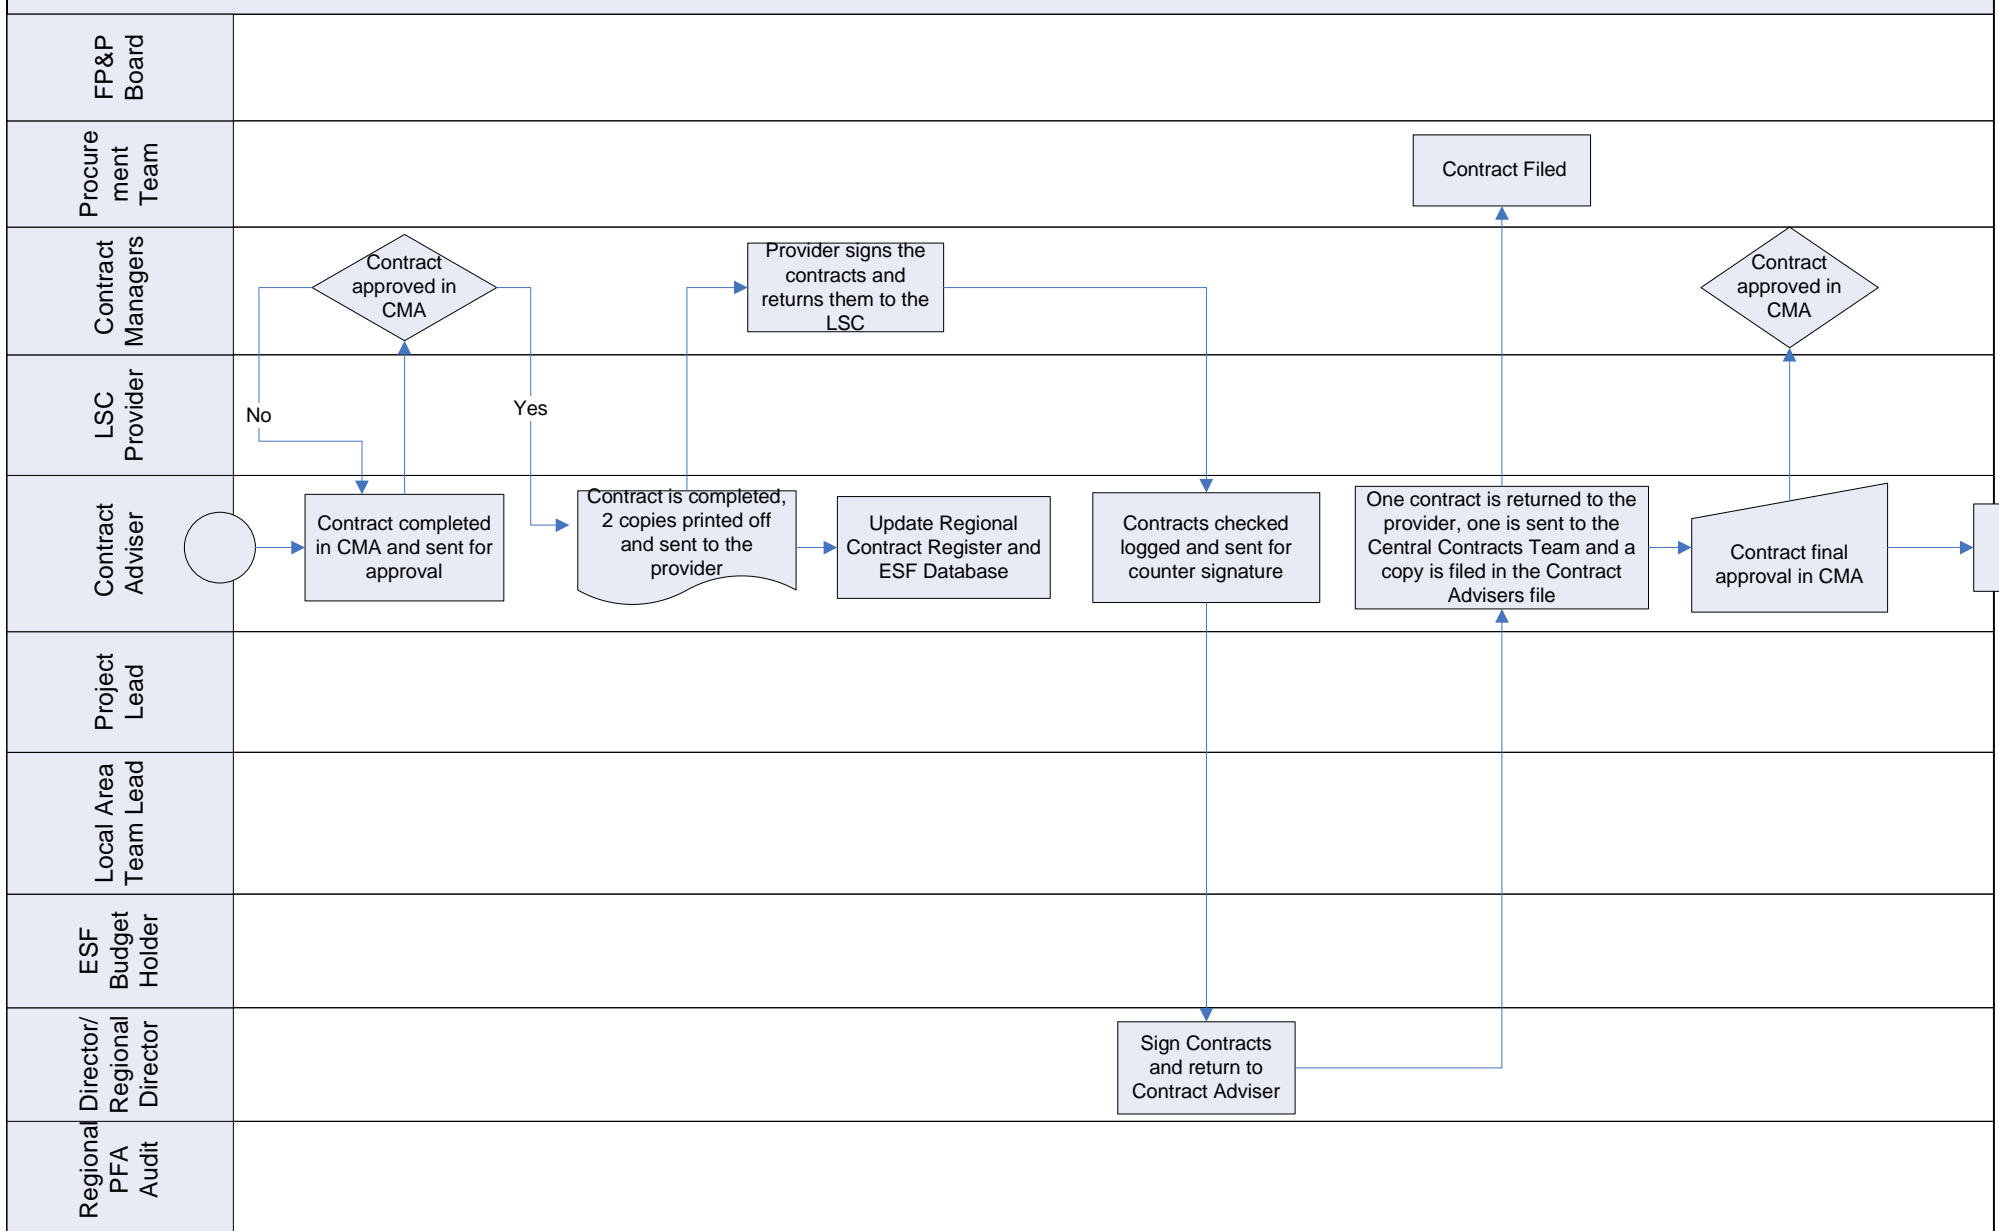 FP&P
Board
Procure
ment
Team
Contract Filed
Contract
Managers
Contract
approved in
CMA
Provider signs the
contracts and
returns them to the
LSC
Contract
approved in
CMA
LSC
Provider
No
Yes
Contract
Adviser
Contract completed
in CMA and sent for
approval
Contract is completed,
2 copies printed off
and sent to the
provider
Update Regional
Contract Register and
ESF Database
Contracts checked
logged and sent for
counter signature
One contract is returned to the
provider, one is sent to the
Central Contracts Team and a
copy is filed in the Contract
Advisers file
Contract final
approval in CMA
Project
Lead
Local Area
Team Lead
ESF
Budget
Holder
Director/
Regional
Director
Sign Contracts
and return to
Contract Adviser
Regional
PFA
Audit